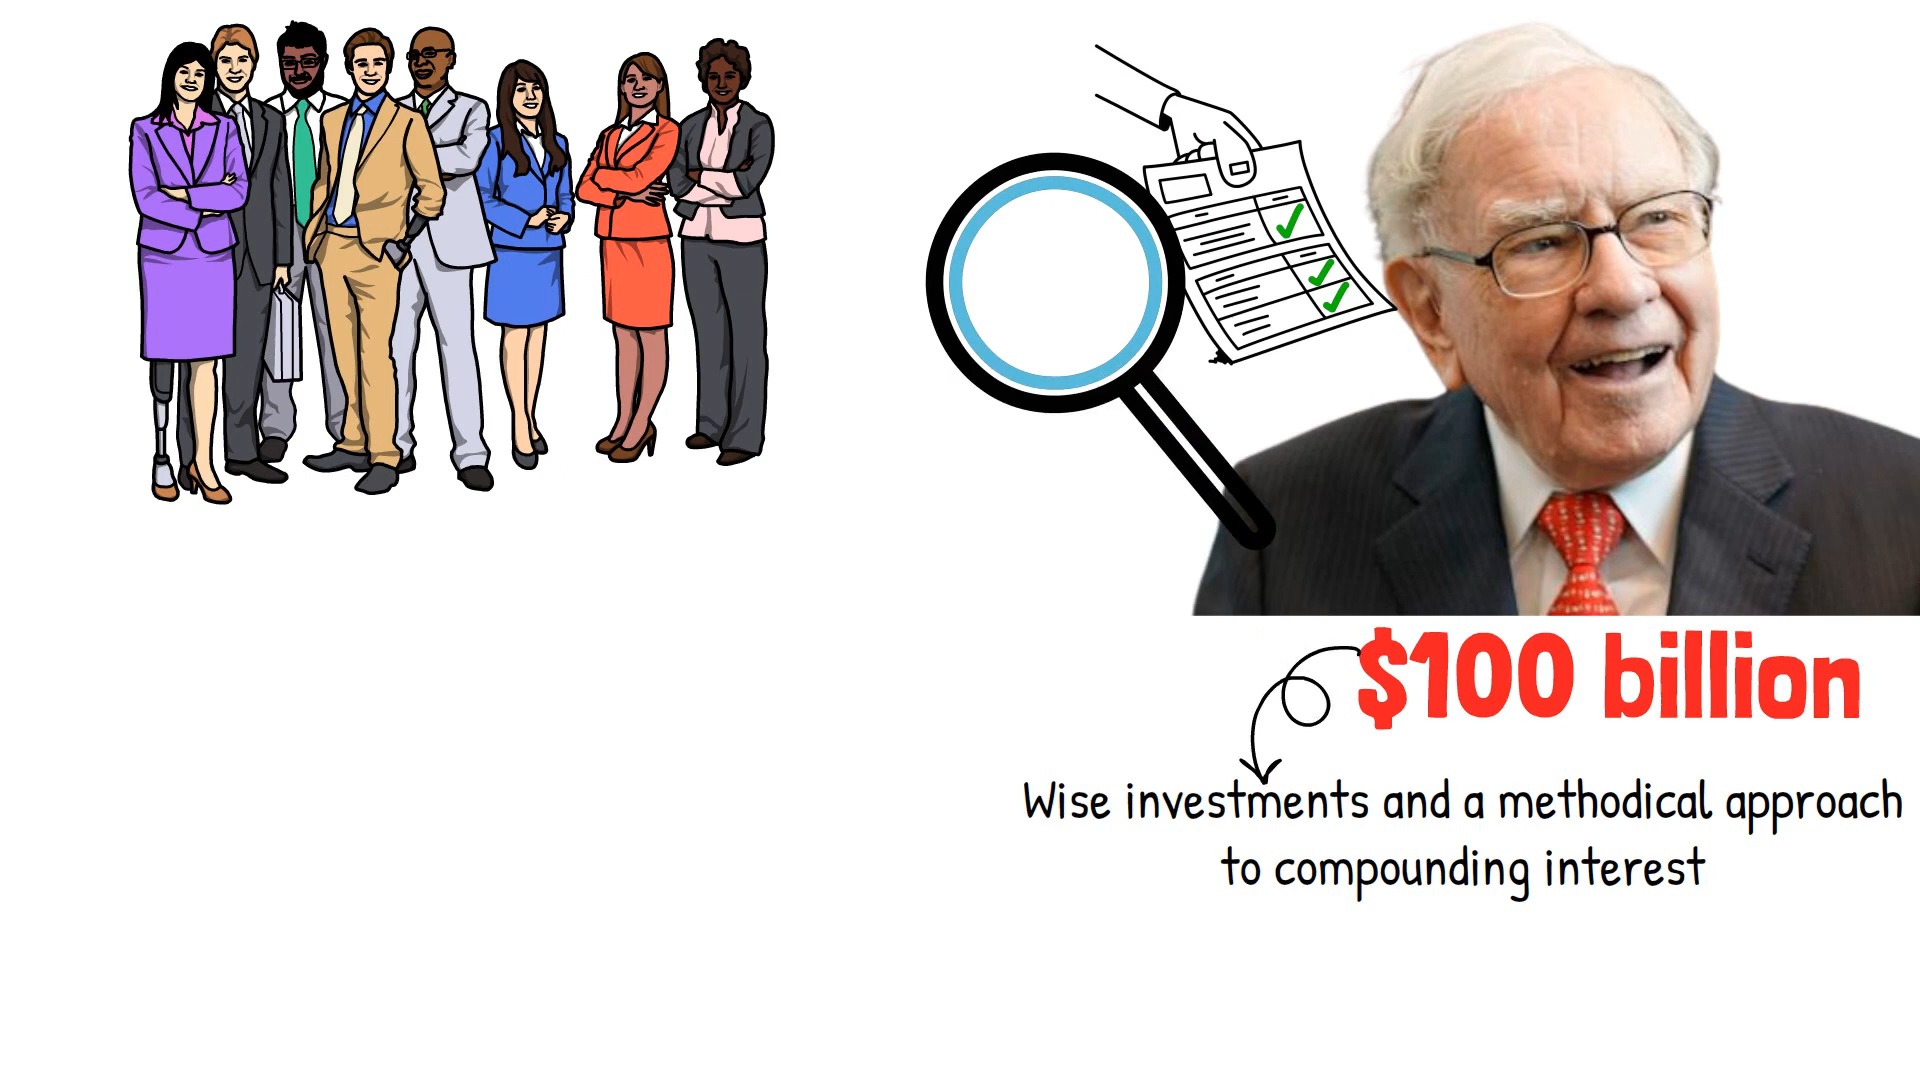 $100 billion
Wise investments and a methodical approach
to compounding interest